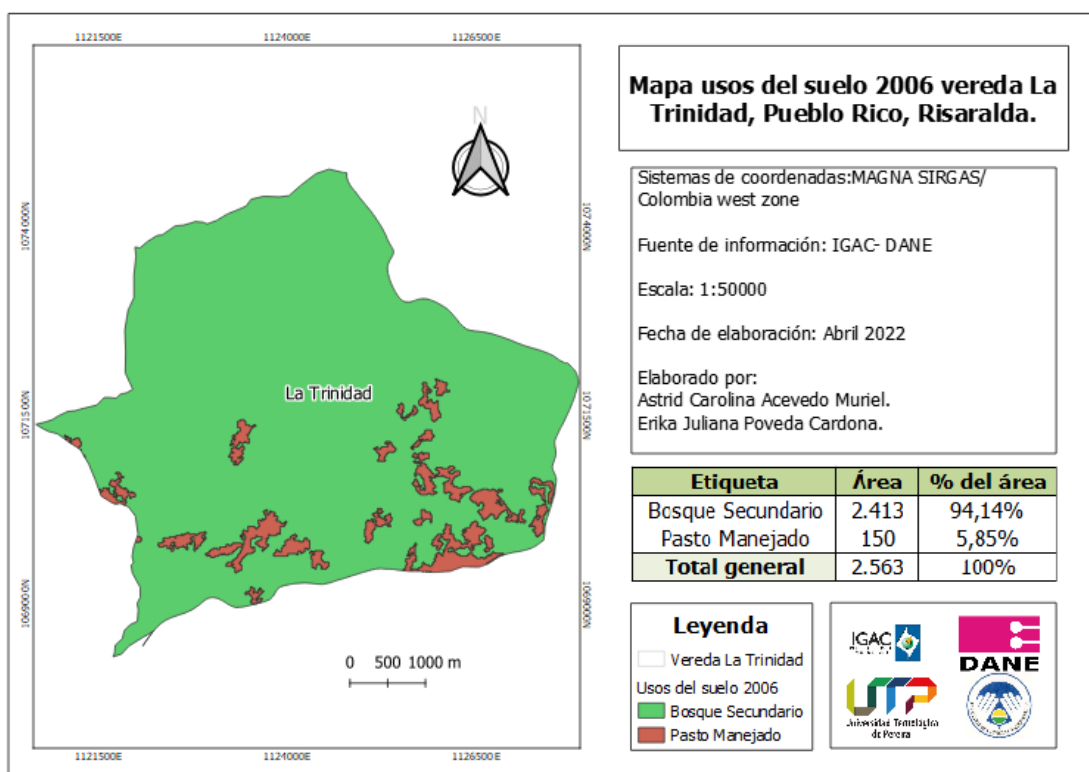 1121500E 1124000E 1126500E
Mapa usos del suelo 2006 vereda La
Trinidad, Pueblo Rico, Risaralda.
N
1074000N
1074000N
Sistemas de coordenadas:MAGNA SIRGAS/
Colombia west zone
Fuente de información: IGAC- DANE
Escala: 1:50000
Fecha de elaboración: Abril 2022
Elaborado por:
Astrid Carolina Acevedo Muriel.
Erika Juliana Poveda Cardona.
La Trinidad
1071500N
1071500N
Etiqueta Área % del área
Bosque Secundario 2.413 94,14%
Pasto Manejado 150 5,85%
Total general 2.563 100%
1069000N
1069000N
0 500 1000 m
Leyenda
Vereda La Trinidad
Usos del suelo 2006
Bosque Secundario
Pasto Manejado
IGAC
DANE
UTP
Universidad Tecnológica
de Pereira
1121500E 1124000E 1126500E